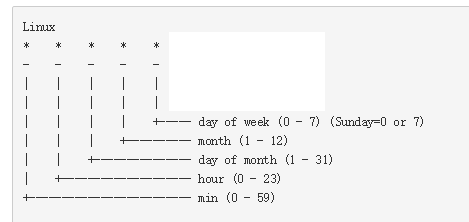 Linux
*    *    *    *    *
-    -    -    -    -
|    |    |    |    |
|    |    |    |    |
|    |    |    |    +---- day of week (0 - 7) (Sunday=0 or 7)
|    |    |    +--------- month (1 - 12)
|    |    +-------------- day of month (1 - 31)
|    +------------------- hour (0 - 23)
+------------------------ min (0 - 59)